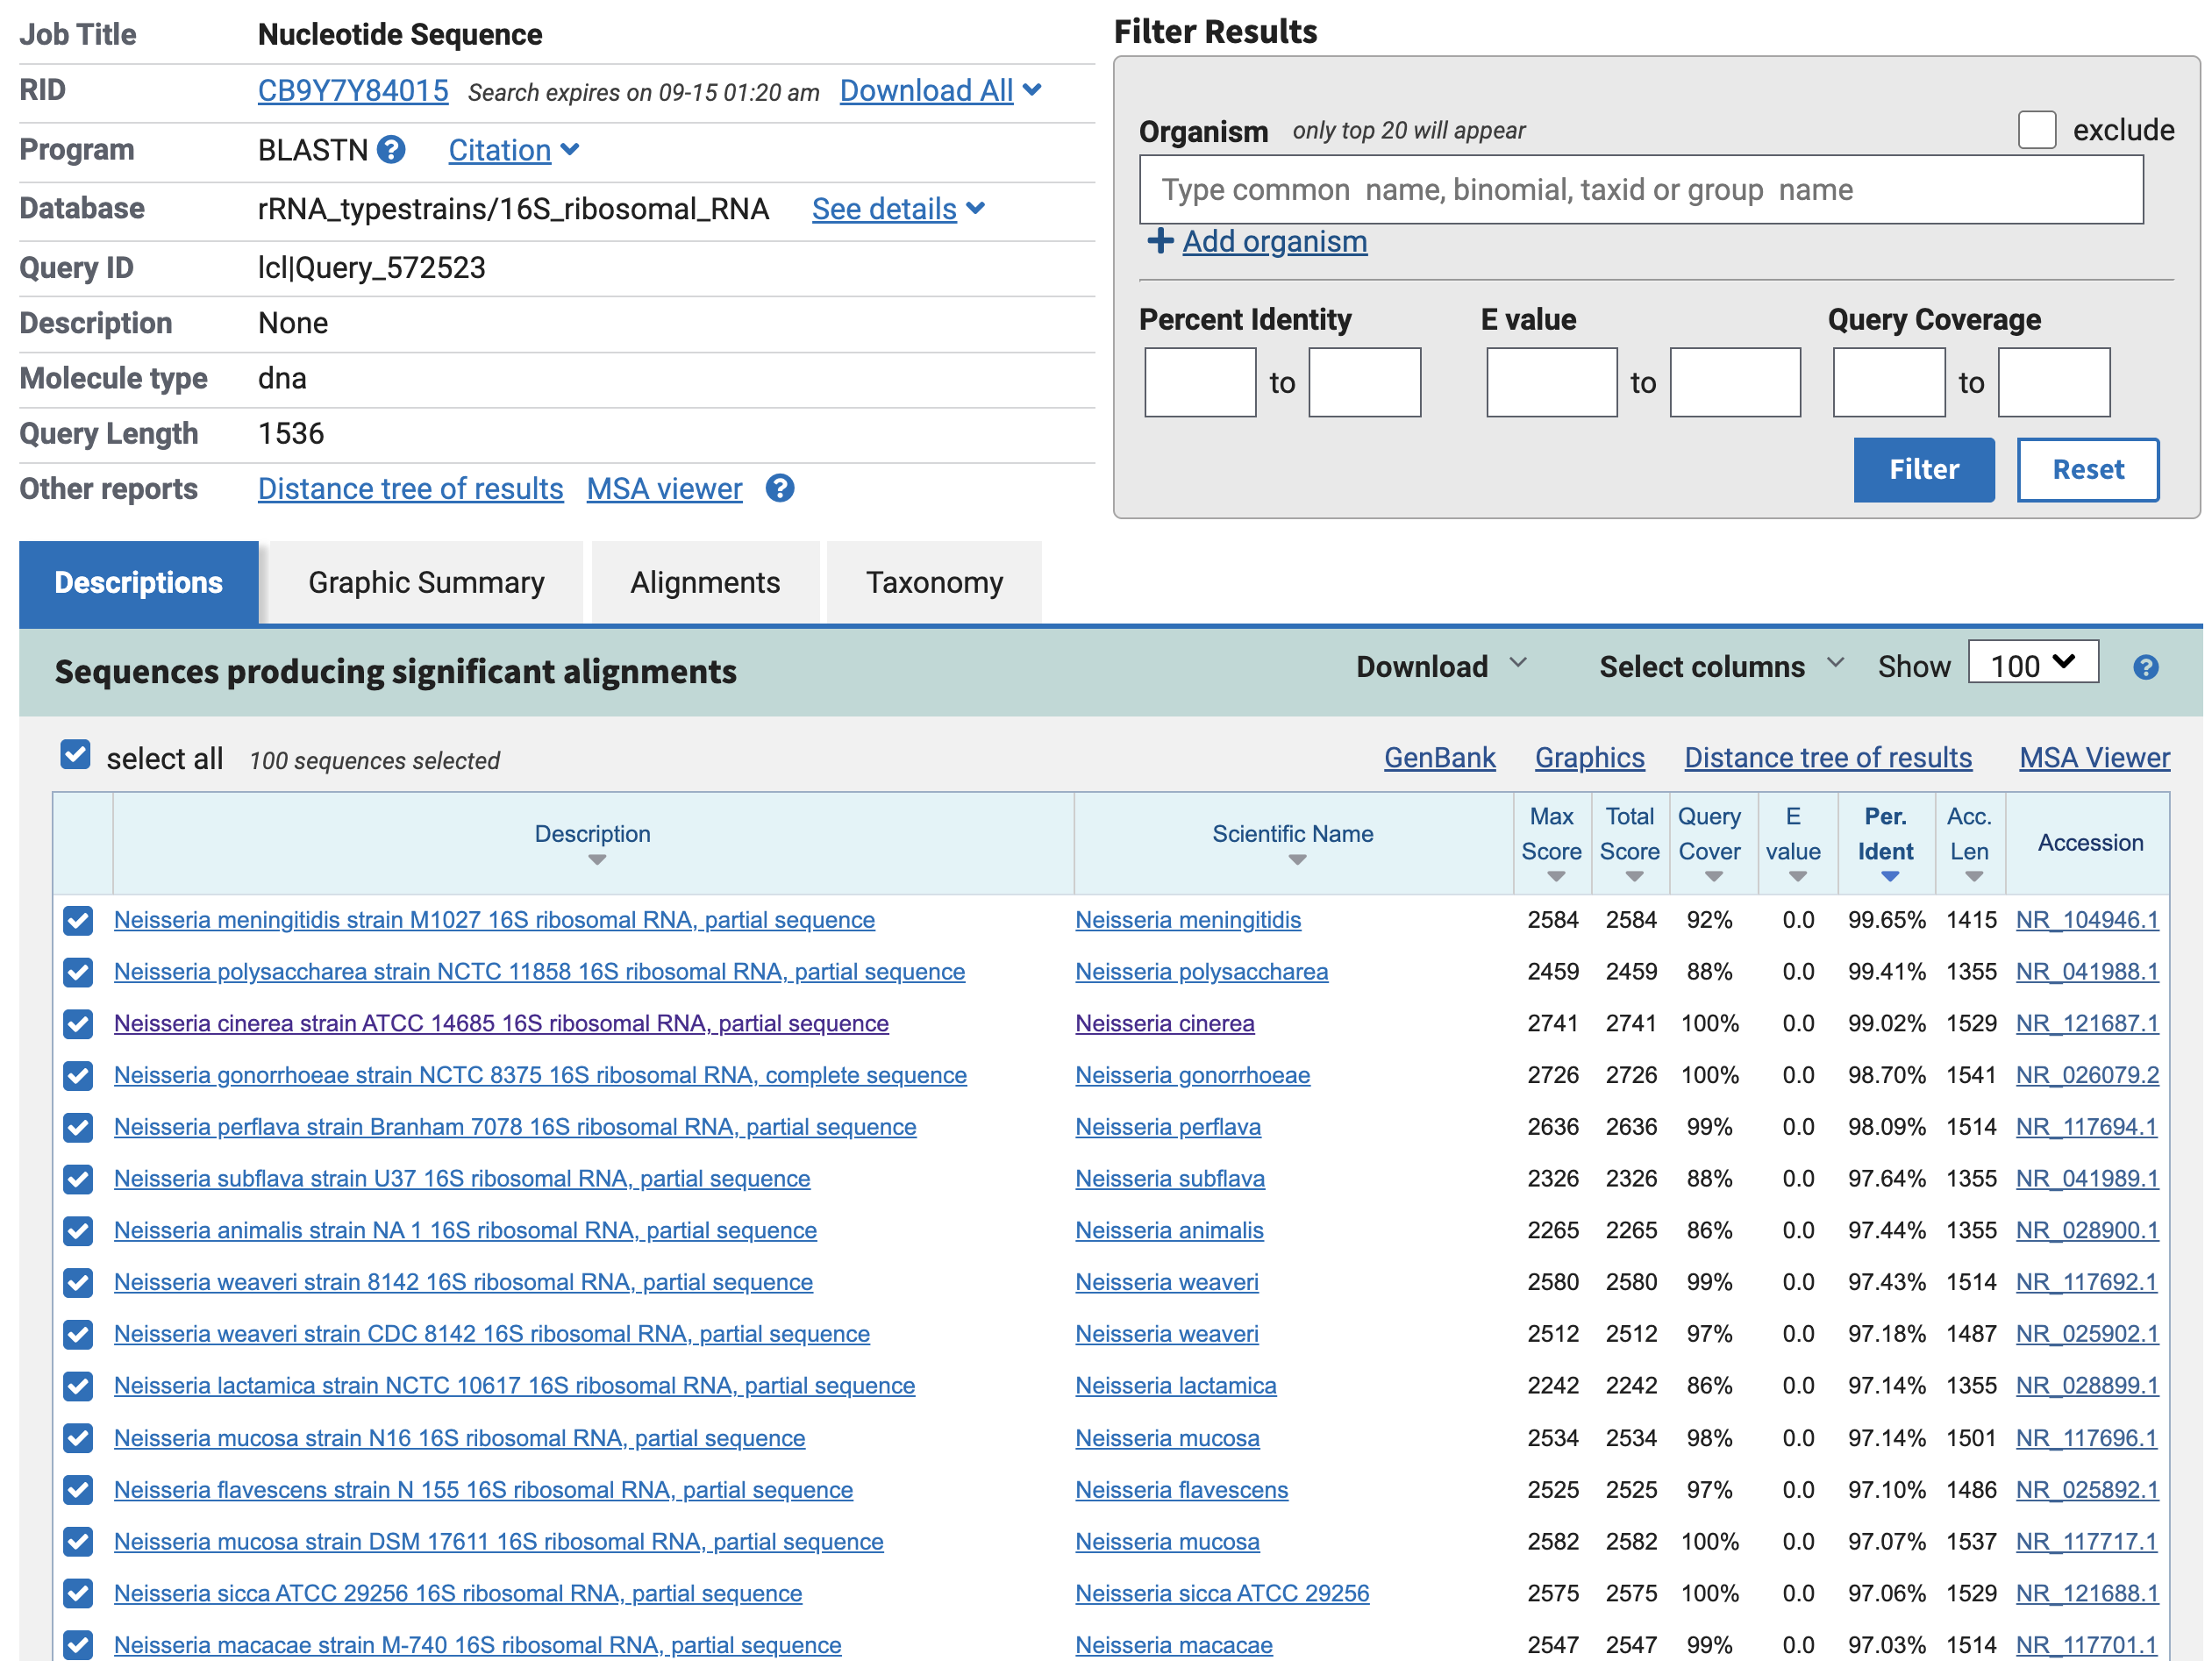 Job Title Nucleotide Sequence
RID CB9Y7Y84015 Search expires on 09-15 01:20 am Download All
Program BLASTN ? Citation
Database rRNA_typestrains/16S_ribosomal_RNA See details
Query ID lcl|Query_572523
Description None
Molecule type dna
Query Length 1536
Other reports Distance tree of results MSA viewer ?
Filter Results
Organism only top 20 will appear exclude
Type common name, binomial, taxid or group name
+ Add organism
Percent Identity E value Query Coverage
to to to
Filter Reset
Descriptions Graphic Summary Alignments Taxonomy
Sequences producing significant alignments Download Select columns Show 100 ?
select all 100 sequences selected GenBank Graphics Distance tree of results MSA Viewer
Description Scientific Name Max Score Total Score Query Cover E value Per. Ident Acc. Len Accession
Neisseria meningitidis strain M1027 16S ribosomal RNA, partial sequence Neisseria meningitidis 2584 2584 92% 0.0 99.65% 1415 NR_104946.1
Neisseria polysaccharea strain NCTC 11858 16S ribosomal RNA, partial sequence Neisseria polysaccharea 2459 2459 88% 0.0 99.41% 1355 NR_041988.1
Neisseria cinerea strain ATCC 14685 16S ribosomal RNA, partial sequence Neisseria cinerea 2741 2741 100% 0.0 99.02% 1529 NR_121687.1
Neisseria gonorrhoeae strain NCTC 8375 16S ribosomal RNA, complete sequence Neisseria gonorrhoeae 2726 2726 100% 0.0 98.70% 1541 NR_026079.2
Neisseria perflava strain Branham 7078 16S ribosomal RNA, partial sequence Neisseria perflava 2636 2636 99% 0.0 98.09% 1514 NR_117694.1
Neisseria subflava strain U37 16S ribosomal RNA, partial sequence Neisseria subflava 2326 2326 88% 0.0 97.64% 1355 NR_041989.1
Neisseria animalis strain NA 1 16S ribosomal RNA, partial sequence Neisseria animalis 2265 2265 86% 0.0 97.44% 1355 NR_028900.1
Neisseria weaveri strain 8142 16S ribosomal RNA, partial sequence Neisseria weaveri 2580 2580 99% 0.0 97.43% 1514 NR_117692.1
Neisseria weaveri strain CDC 8142 16S ribosomal RNA, partial sequence Neisseria weaveri 2512 2512 97% 0.0 97.18% 1487 NR_025902.1
Neisseria lactamica strain NCTC 10617 16S ribosomal RNA, partial sequence Neisseria lactamica 2242 2242 86% 0.0 97.14% 1355 NR_028899.1
Neisseria mucosa strain N16 16S ribosomal RNA, partial sequence Neisseria mucosa 2534 2534 98% 0.0 97.14% 1501 NR_117696.1
Neisseria flavescens strain N 155 16S ribosomal RNA, partial sequence Neisseria flavescens 2525 2525 97% 0.0 97.10% 1486 NR_025892.1
Neisseria mucosa strain DSM 17611 16S ribosomal RNA, partial sequence Neisseria mucosa 2582 2582 100% 0.0 97.07% 1537 NR_117717.1
Neisseria sicca ATCC 29256 16S ribosomal RNA, partial sequence Neisseria sicca ATCC 29256 2575 2575 100% 0.0 97.06% 1529 NR_121688.1
Neisseria macacae strain M-740 16S ribosomal RNA, partial sequence Neisseria macacae 2547 2547 99% 0.0 97.03% 1514 NR_117701.1